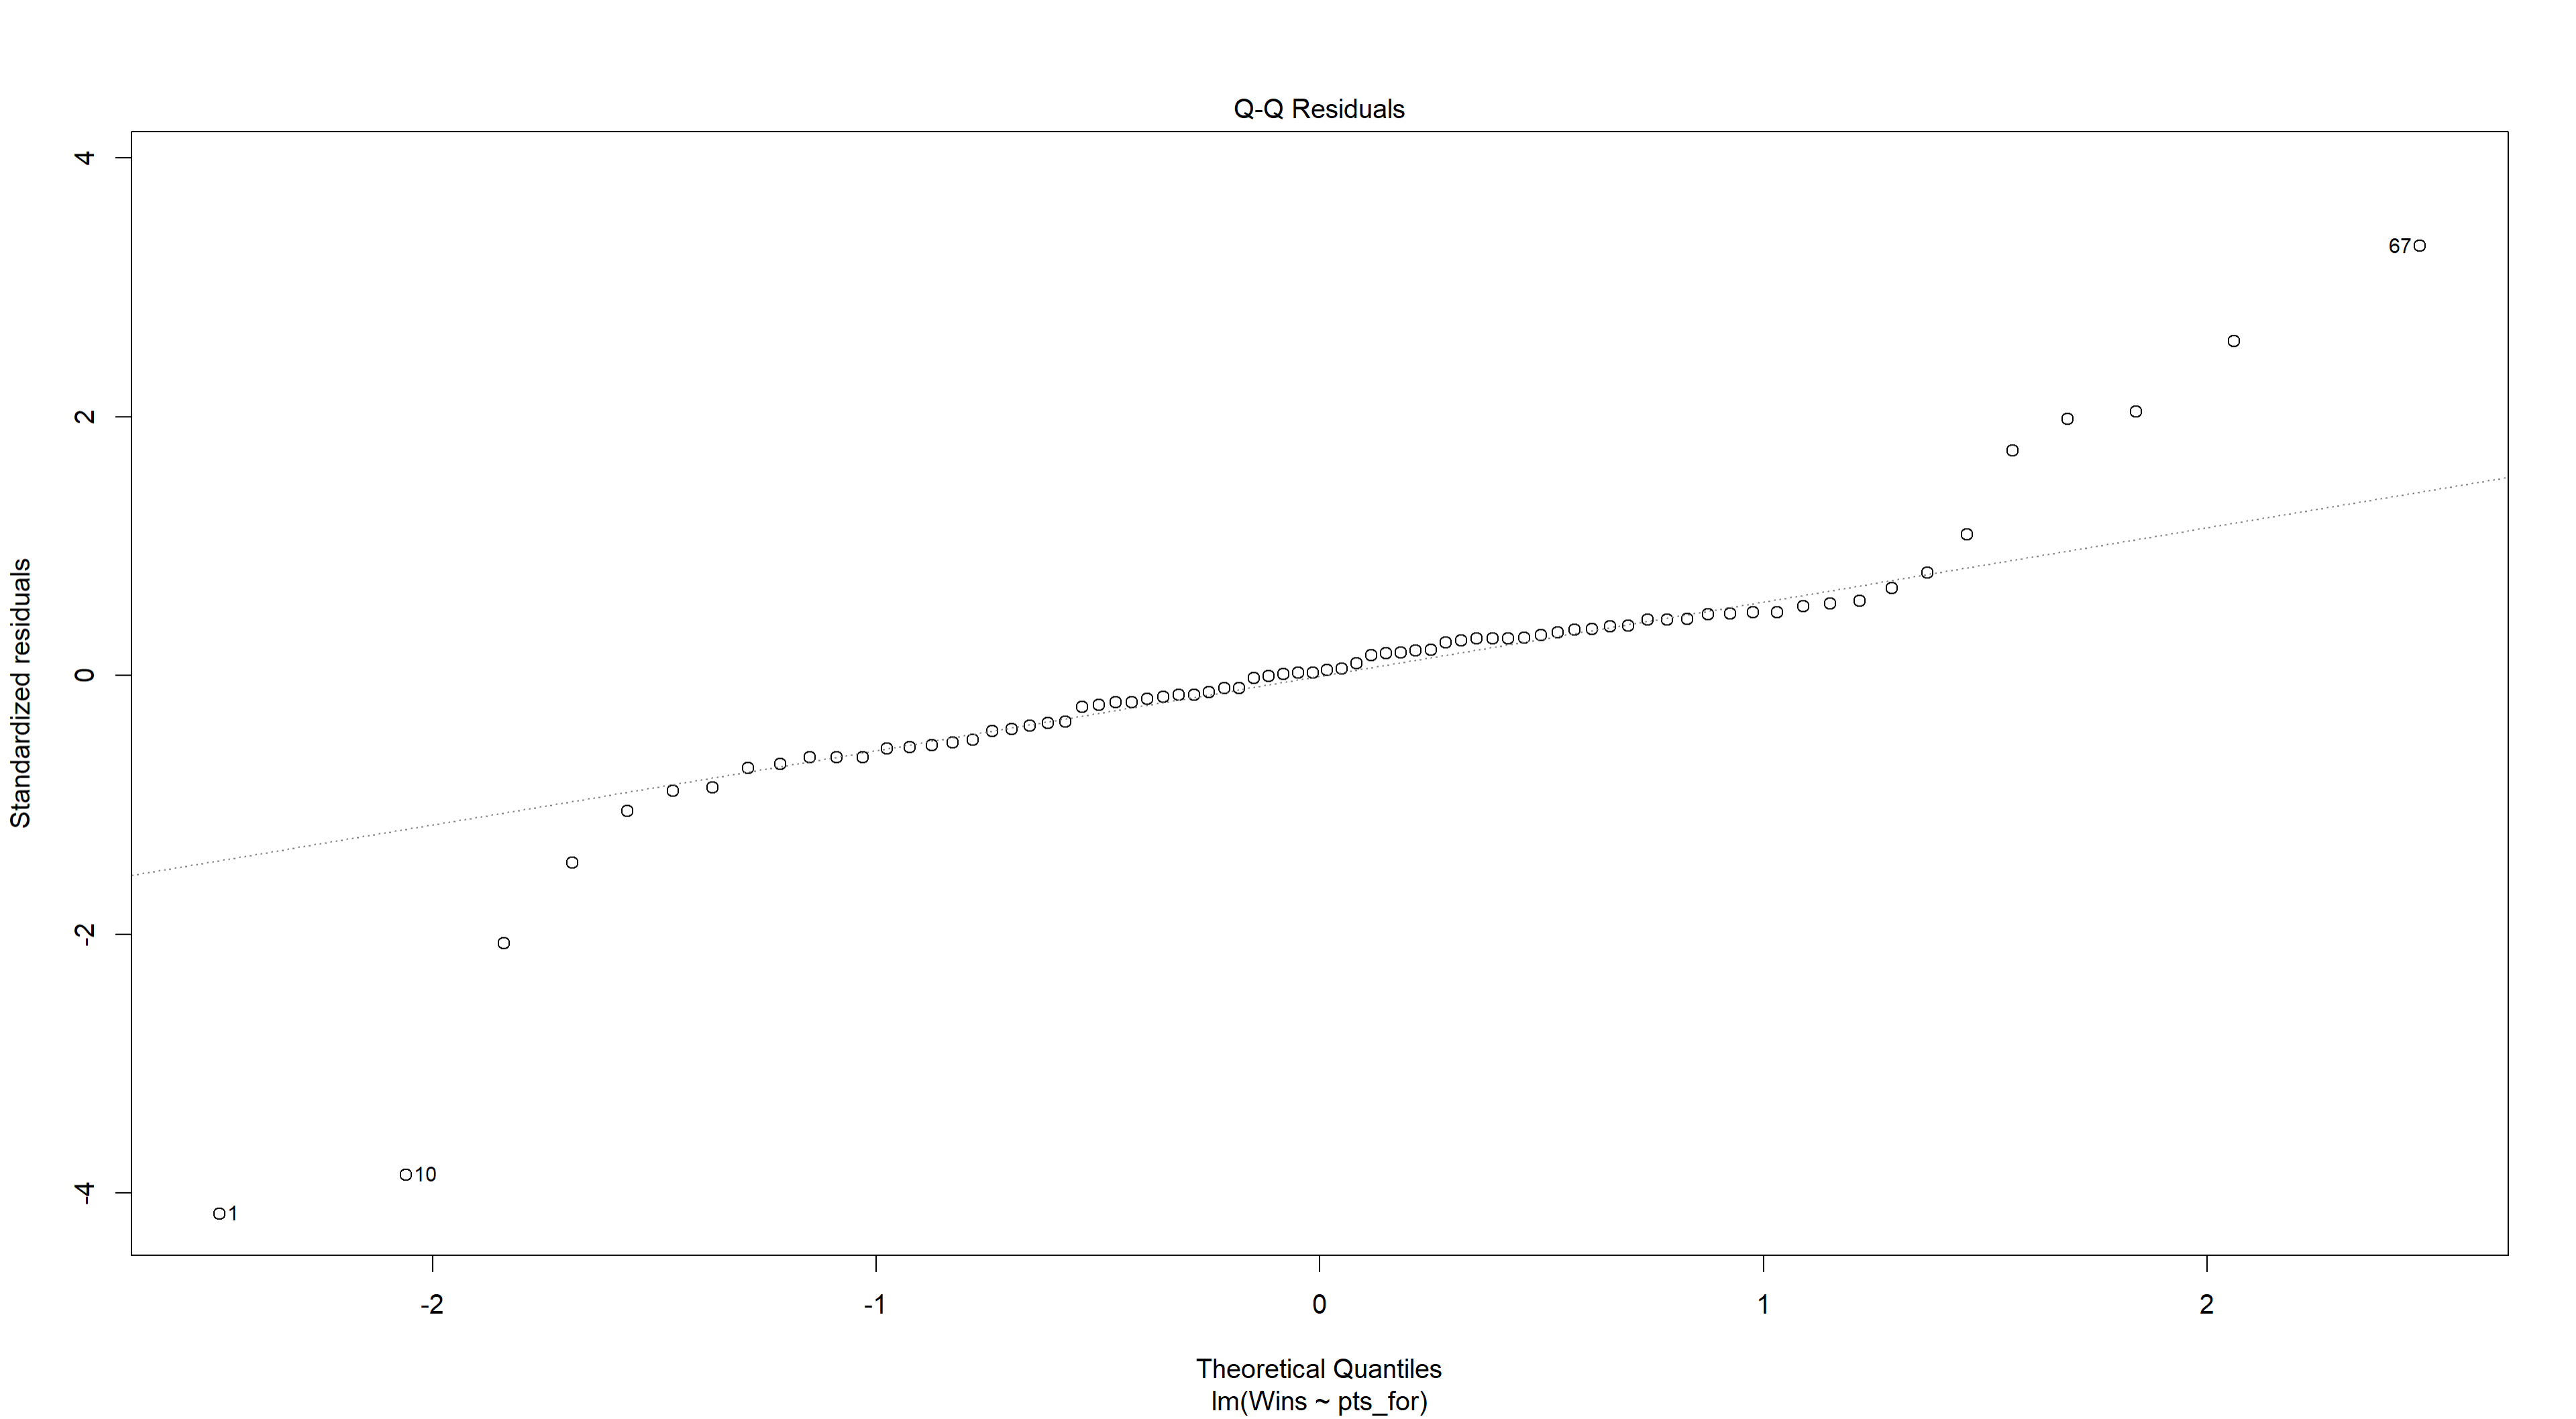 Q-Q Residuals
4
2
0
-2
-4
Standardized residuals
67
10
1
-2 -1 0 1 2
Theoretical Quantiles
lm(Wins ~ pts_for)